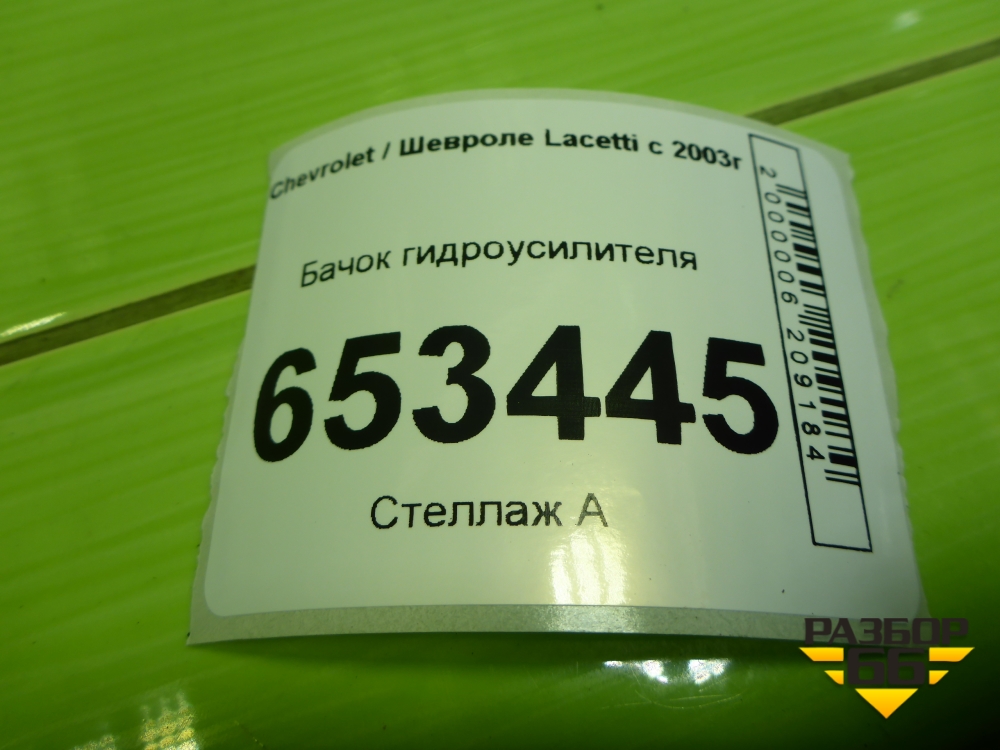 Chevrolet / Шевроле Lacetti с 2003г
Бачок гидроусилителя
653445
Стеллаж А
2000006209184
РАЗБОР
66